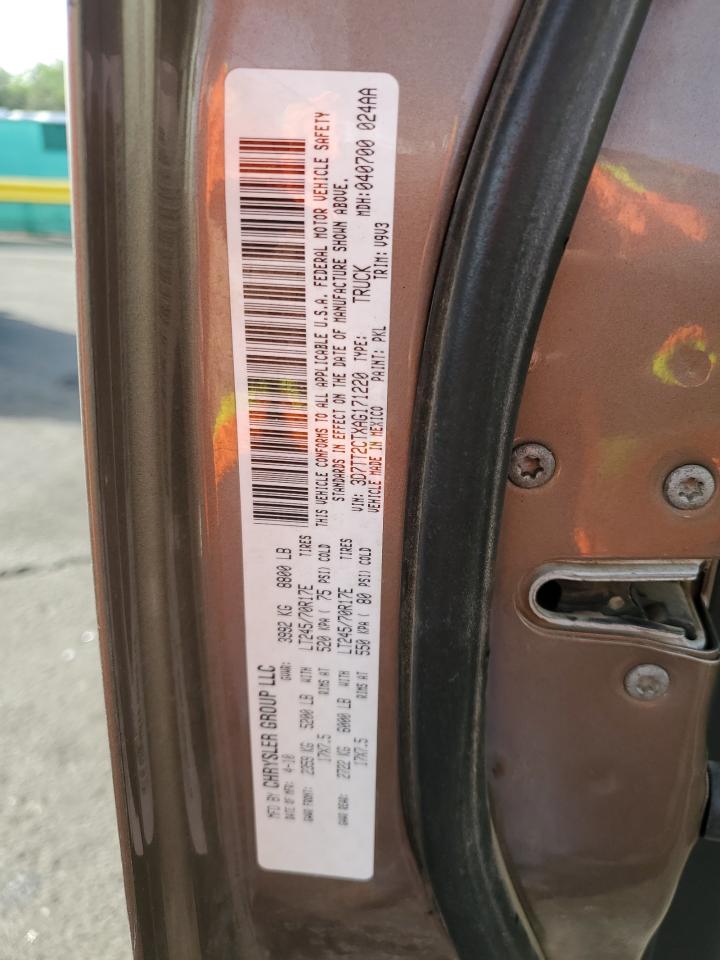 MFD BY CHRYSLER GROUP LLC
DATE OF MFR: 4-10 GVWR: 3992 KG 8800 LB
GAWR FRONT: 2359 KG 5200 LB WITH LT245/70R17E TIRES
17X7.5 RIMS AT 520 KPA ( 75 PSI) COLD
GAWR REAR: 2722 KG 6000 LB WITH LT245/70R17E TIRES
17X7.5 RIMS AT 550 KPA ( 80 PSI) COLD
THIS VEHICLE CONFORMS TO ALL APPLICABLE U.S.A. FEDERAL MOTOR VEHICLE SAFETY
STANDARDS IN EFFECT ON THE DATE OF MANUFACTURE SHOWN ABOVE.
VIN: 3D7TT2CTXAG171220 TYPE: TRUCK MDH:040700 024AA
VEHICLE MADE IN MEXICO PAINT: PKL TRIM: V9V3